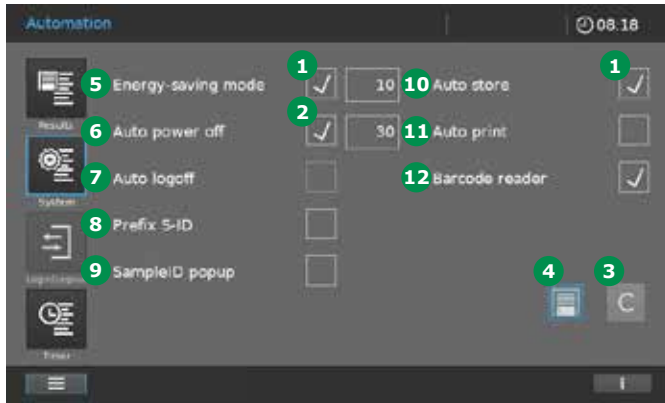 Automation 08.18
1 1
5 Energy-saving mode 10 10 Auto store
Results
2
6 Auto power off 30 11 Auto print
7 Auto logoff 12 Barcode reader
System
8 Prefix S-ID
9 SampleID popup 4 3
C
Timer
i